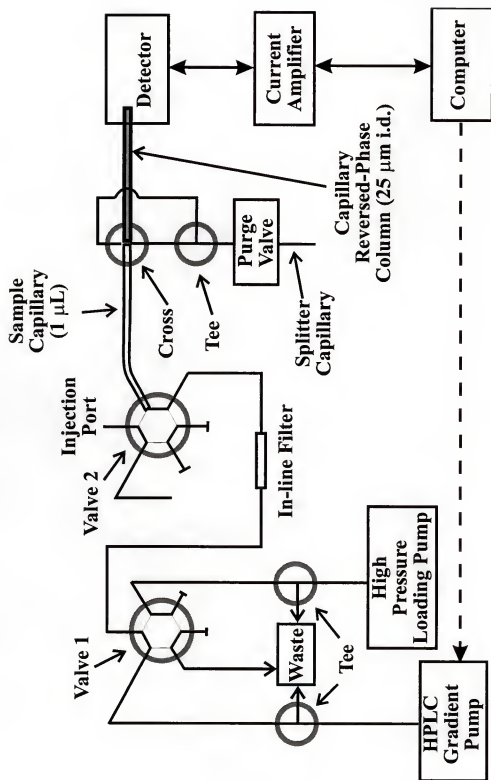 Detector
Current
Amplifier
Computer
Sample
Capillary
(1 μL)
Cross
Tee
Purge
Valve
Splitter
Capillary
Capillary
Reversed-Phase
Column (25 μm i.d.)
Injection
Port
Valve 2
In-line Filter
Valve 1
Waste
Tee
High
Pressure
Loading Pump
HPLC
Gradient
Pump